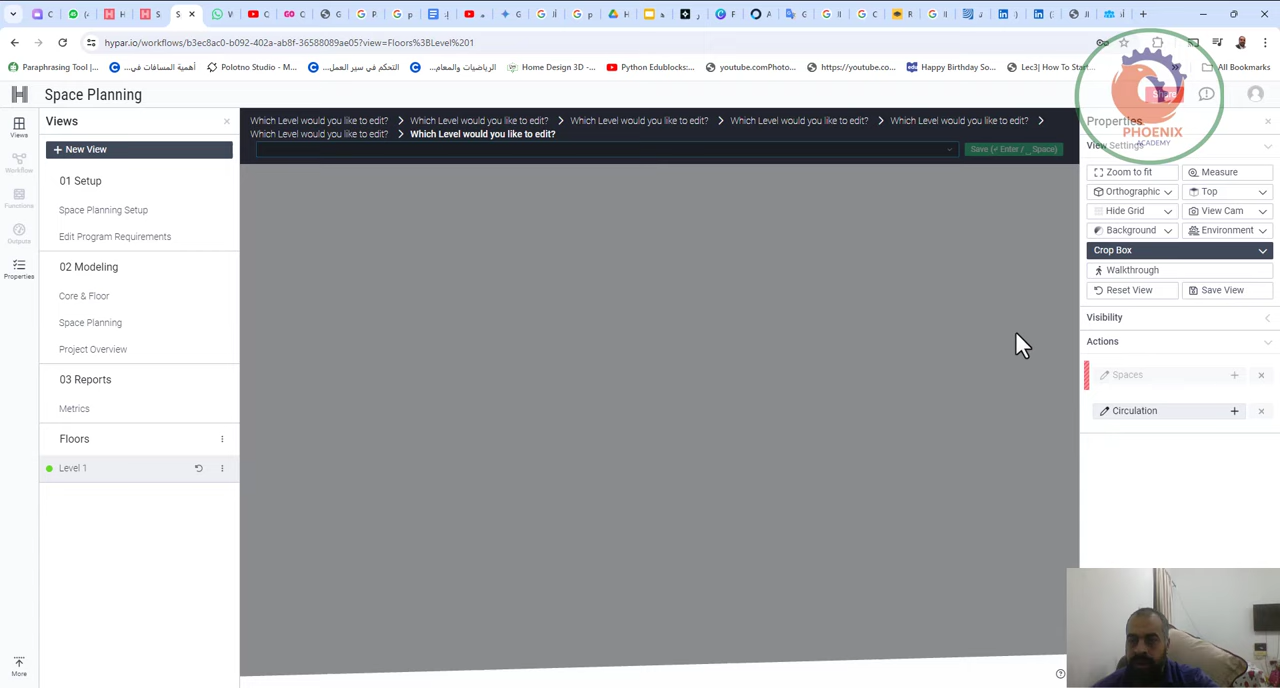 hypar.io/workflows/b3ec8ac0-b092-402a-ab8f-36588089ae05?view=Floors%3BLevel%201
Paraphrasing Tool |...
أهمية المسافات في...
Polotno Studio - M...
التحكم في سير العمل...
الرياضيا
Home Design 3D -...
Python Edublocks:...
youtube.comPhoto...
https://youtube.co...
Happy Birthday So...
Lec3| How To Start...
All Bookmarks
Space Planning
Share
PHOENIX
ACADEMY
Views
Workflow
Functions
Outputs
Properties
More
Views
New View
01 Setup
Space Planning Setup
Edit Program Requirements
02 Modeling
Core & Floor
Space Planning
Project Overview
03 Reports
Metrics
Floors
Level 1
Which Level would you like to edit? Which Level would you like to edit? Which Level would you like to edit? Which Level would you like to edit? Which Level would you like to edit?
Which Level would you like to edit? Which Level would you like to edit?
Save (↵ Enter / ⎵ Space)
Properties
View Settings
Zoom to fit Measure
Orthographic Top
Hide Grid View Cam
Background Environment
Crop Box
Walkthrough
Reset View Save View
Visibility
Actions
Spaces
Circulation